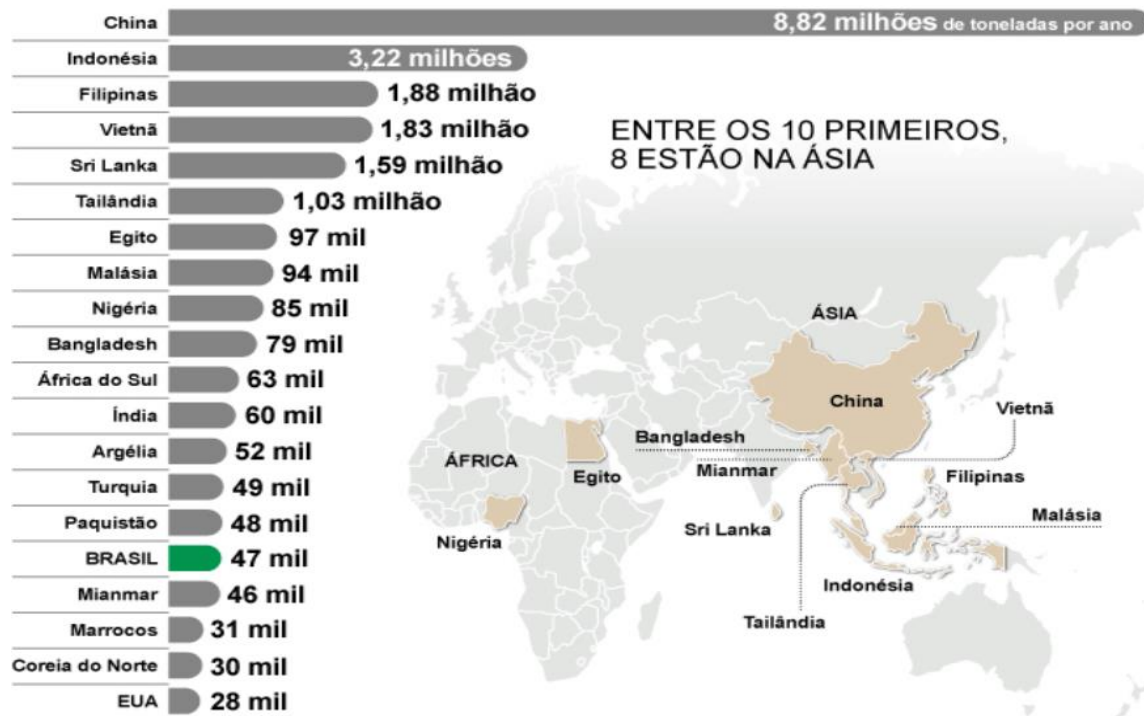 China 8,82 milhões de toneladas por ano
Indonésia 3,22 milhões
Filipinas 1,88 milhão
Vietnã 1,83 milhão
Sri Lanka 1,59 milhão
Tailândia 1,03 milhão
Egito 97 mil
Malásia 94 mil
Nigéria 85 mil
Bangladesh 79 mil
África do Sul 63 mil
Índia 60 mil
Argélia 52 mil
Turquia 49 mil
Paquistão 48 mil
BRASIL 47 mil
Mianmar 46 mil
Marrocos 31 mil
Coreia do Norte 30 mil
EUA 28 mil
ENTRE OS 10 PRIMEIROS,
8 ESTÃO NA ÁSIA
ÁSIA
China
Vietnã
Bangladesh
ÁFRICA
Mianmar
Egito
Filipinas
Malásia
Sri Lanka
Nigéria
Indonésia
Tailândia